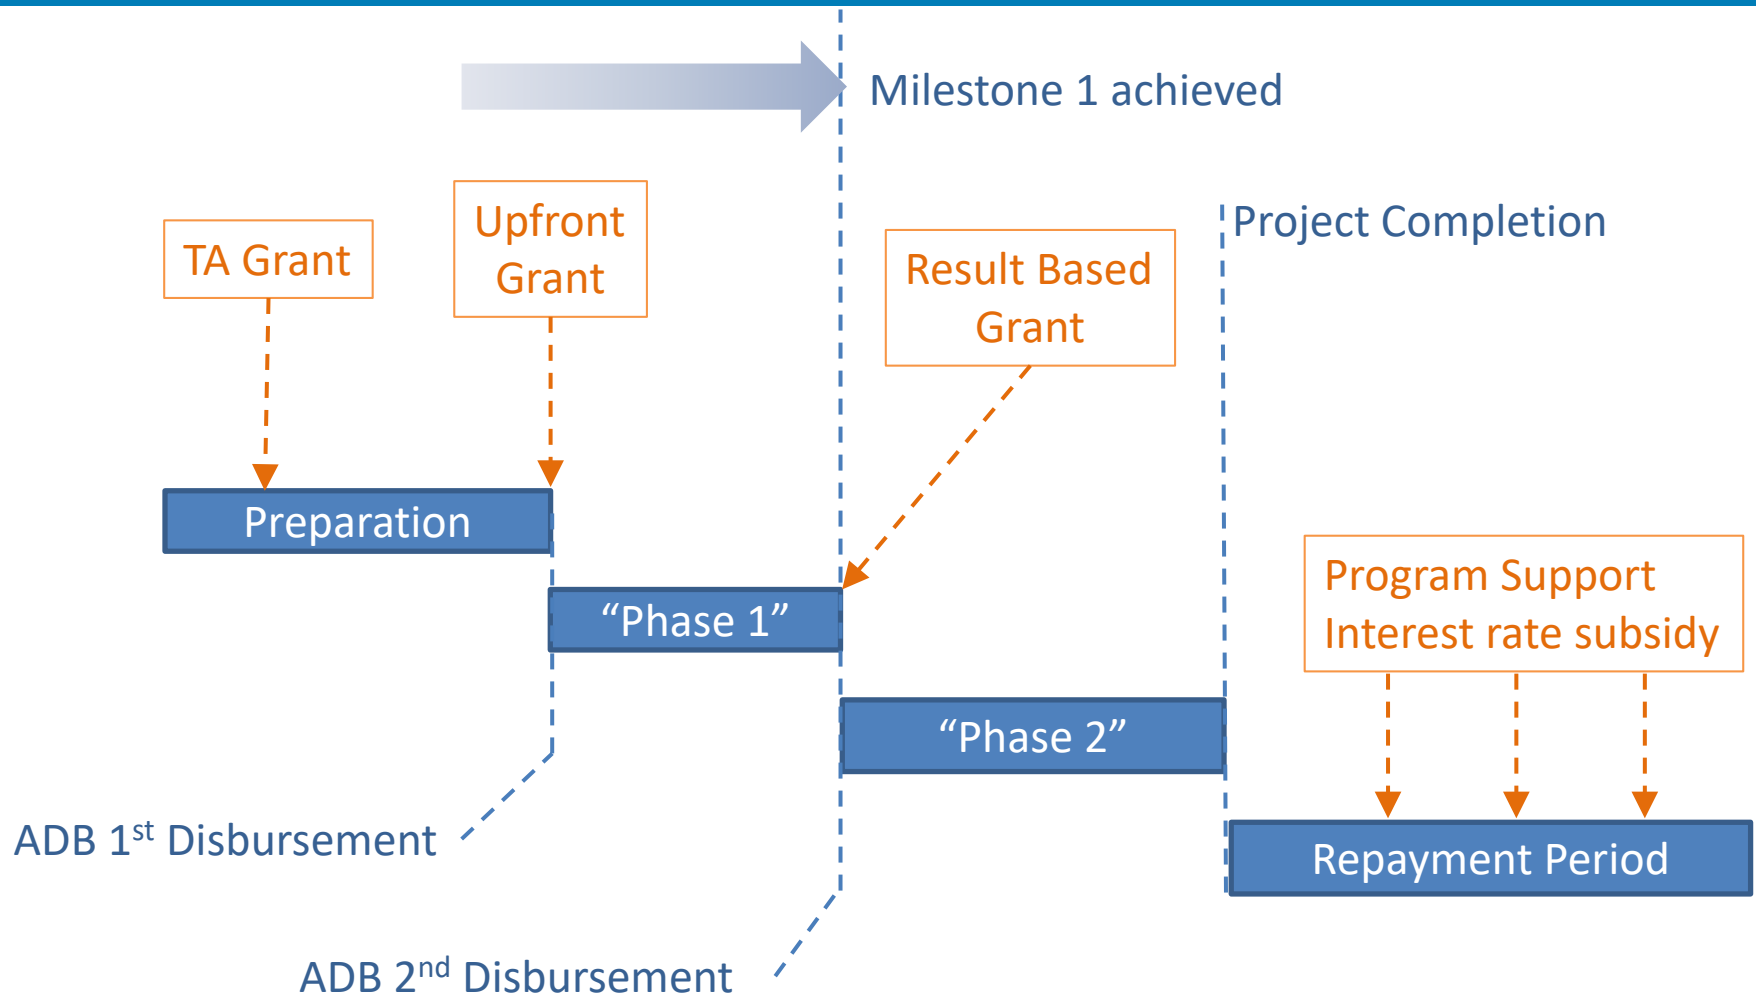 Milestone 1 achieved
TA Grant
Upfront
Grant
Result Based
Grant
Project Completion
Preparation
“Phase 1”
Program Support
Interest rate subsidy
“Phase 2”
ADB 1st Disbursement
Repayment Period
ADB 2nd Disbursement